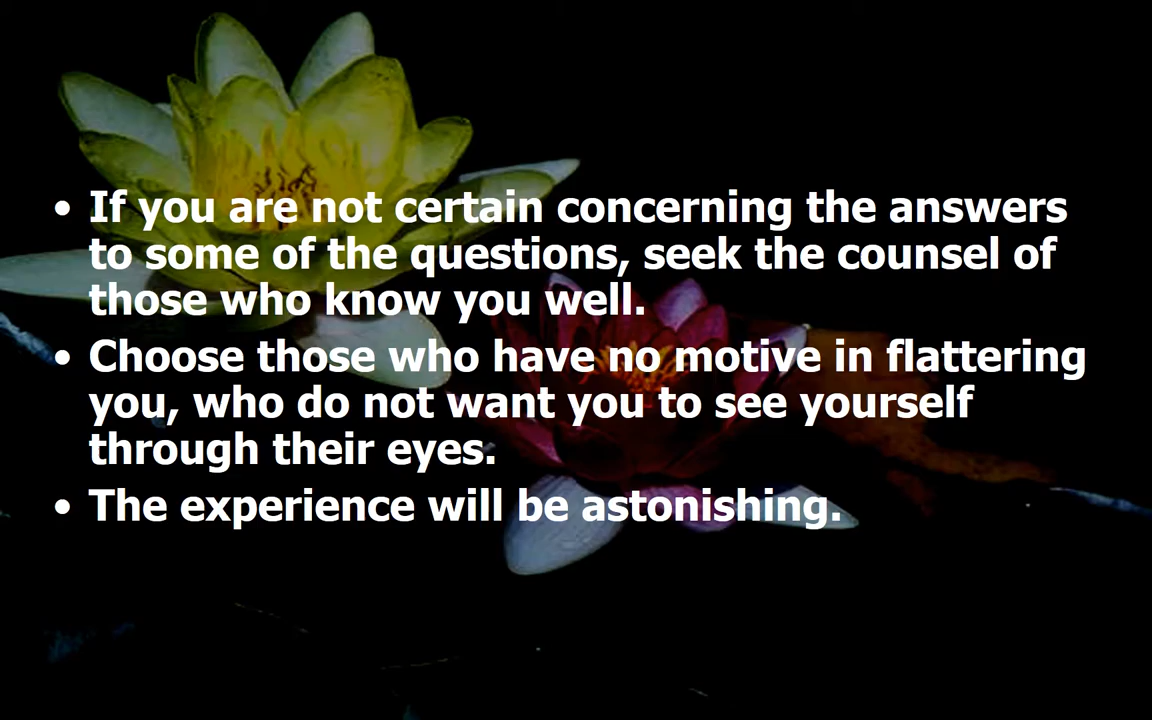 • If you are not certain concerning the answers
to some of the questions, seek the counsel of
those who know you well.
• Choose those who have no motive in flattering
you, who do not want you to see yourself
through their eyes.
• The experience will be astonishing.